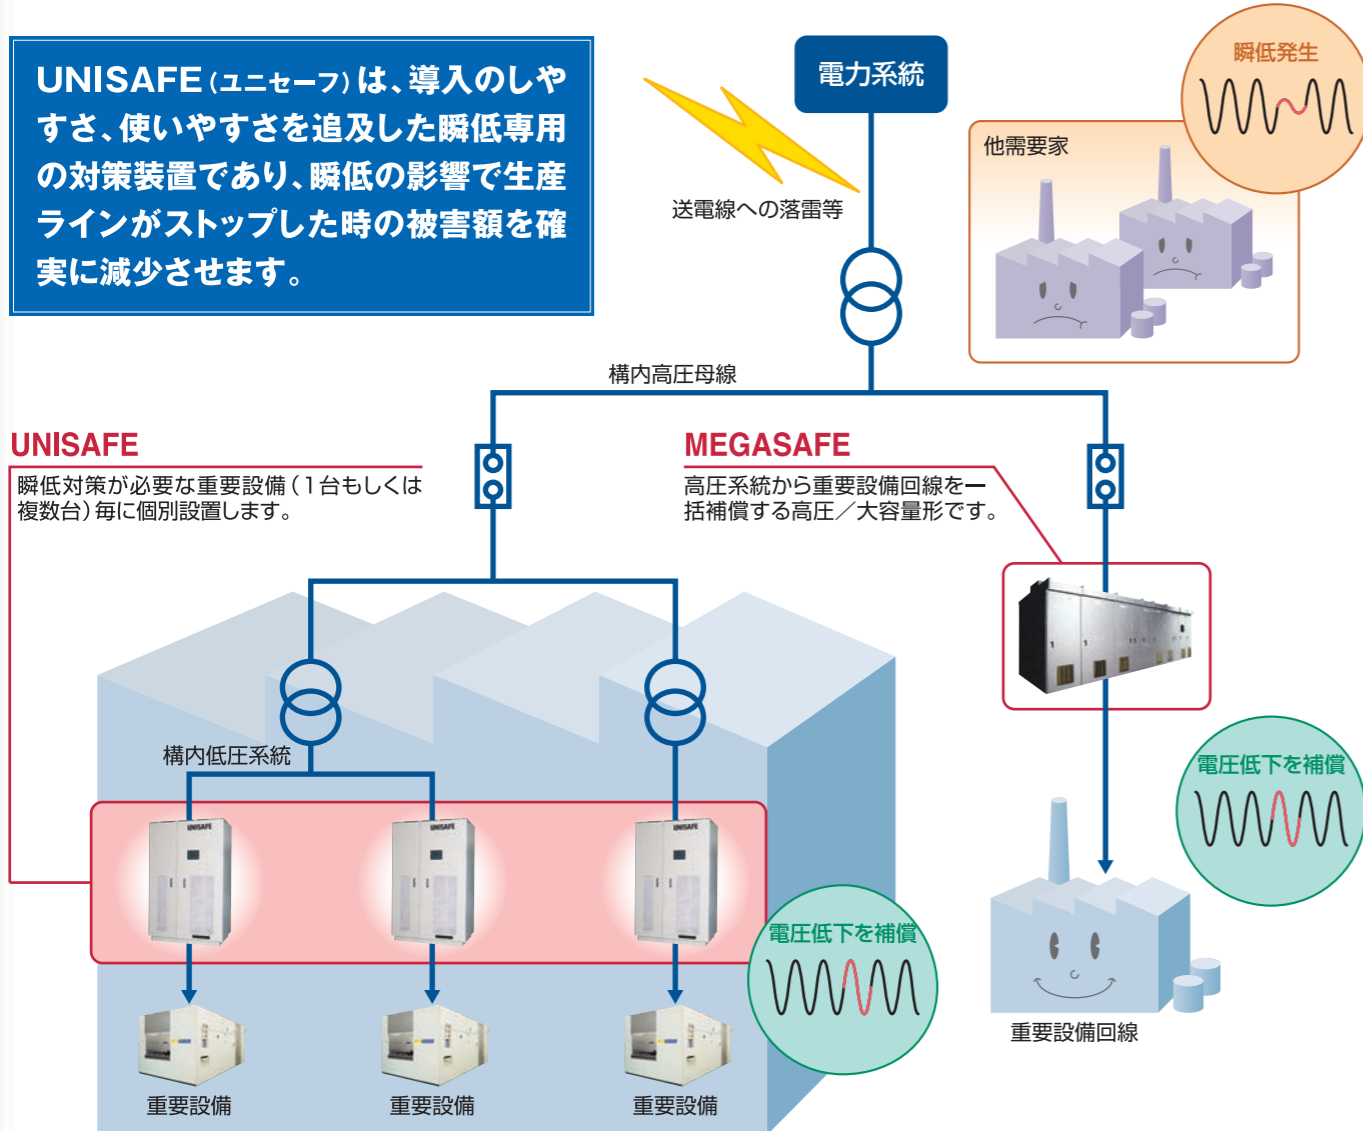 UNISAFE(ユニセーフ)は、導入のしや
すさ、使いやすさを追及した瞬低専用
の対策装置であり、瞬低の影響で生産
ラインがストップした時の被害額を確
実に減少させます。
電力系統
瞬低発生
他需要家
送電線への落雷等
構内高圧母線
UNISAFE
瞬低対策が必要な重要設備(1台もしくは
複数台)毎に個別設置します。
MEGASAFE
高圧系統から重要設備回線を一
括補償する高圧/大容量形です。
構内低圧系統
UNISAFE
UNISAFE
UNISAFE
電圧低下を補償
電圧低下を補償
重要設備
重要設備
重要設備
重要設備回線